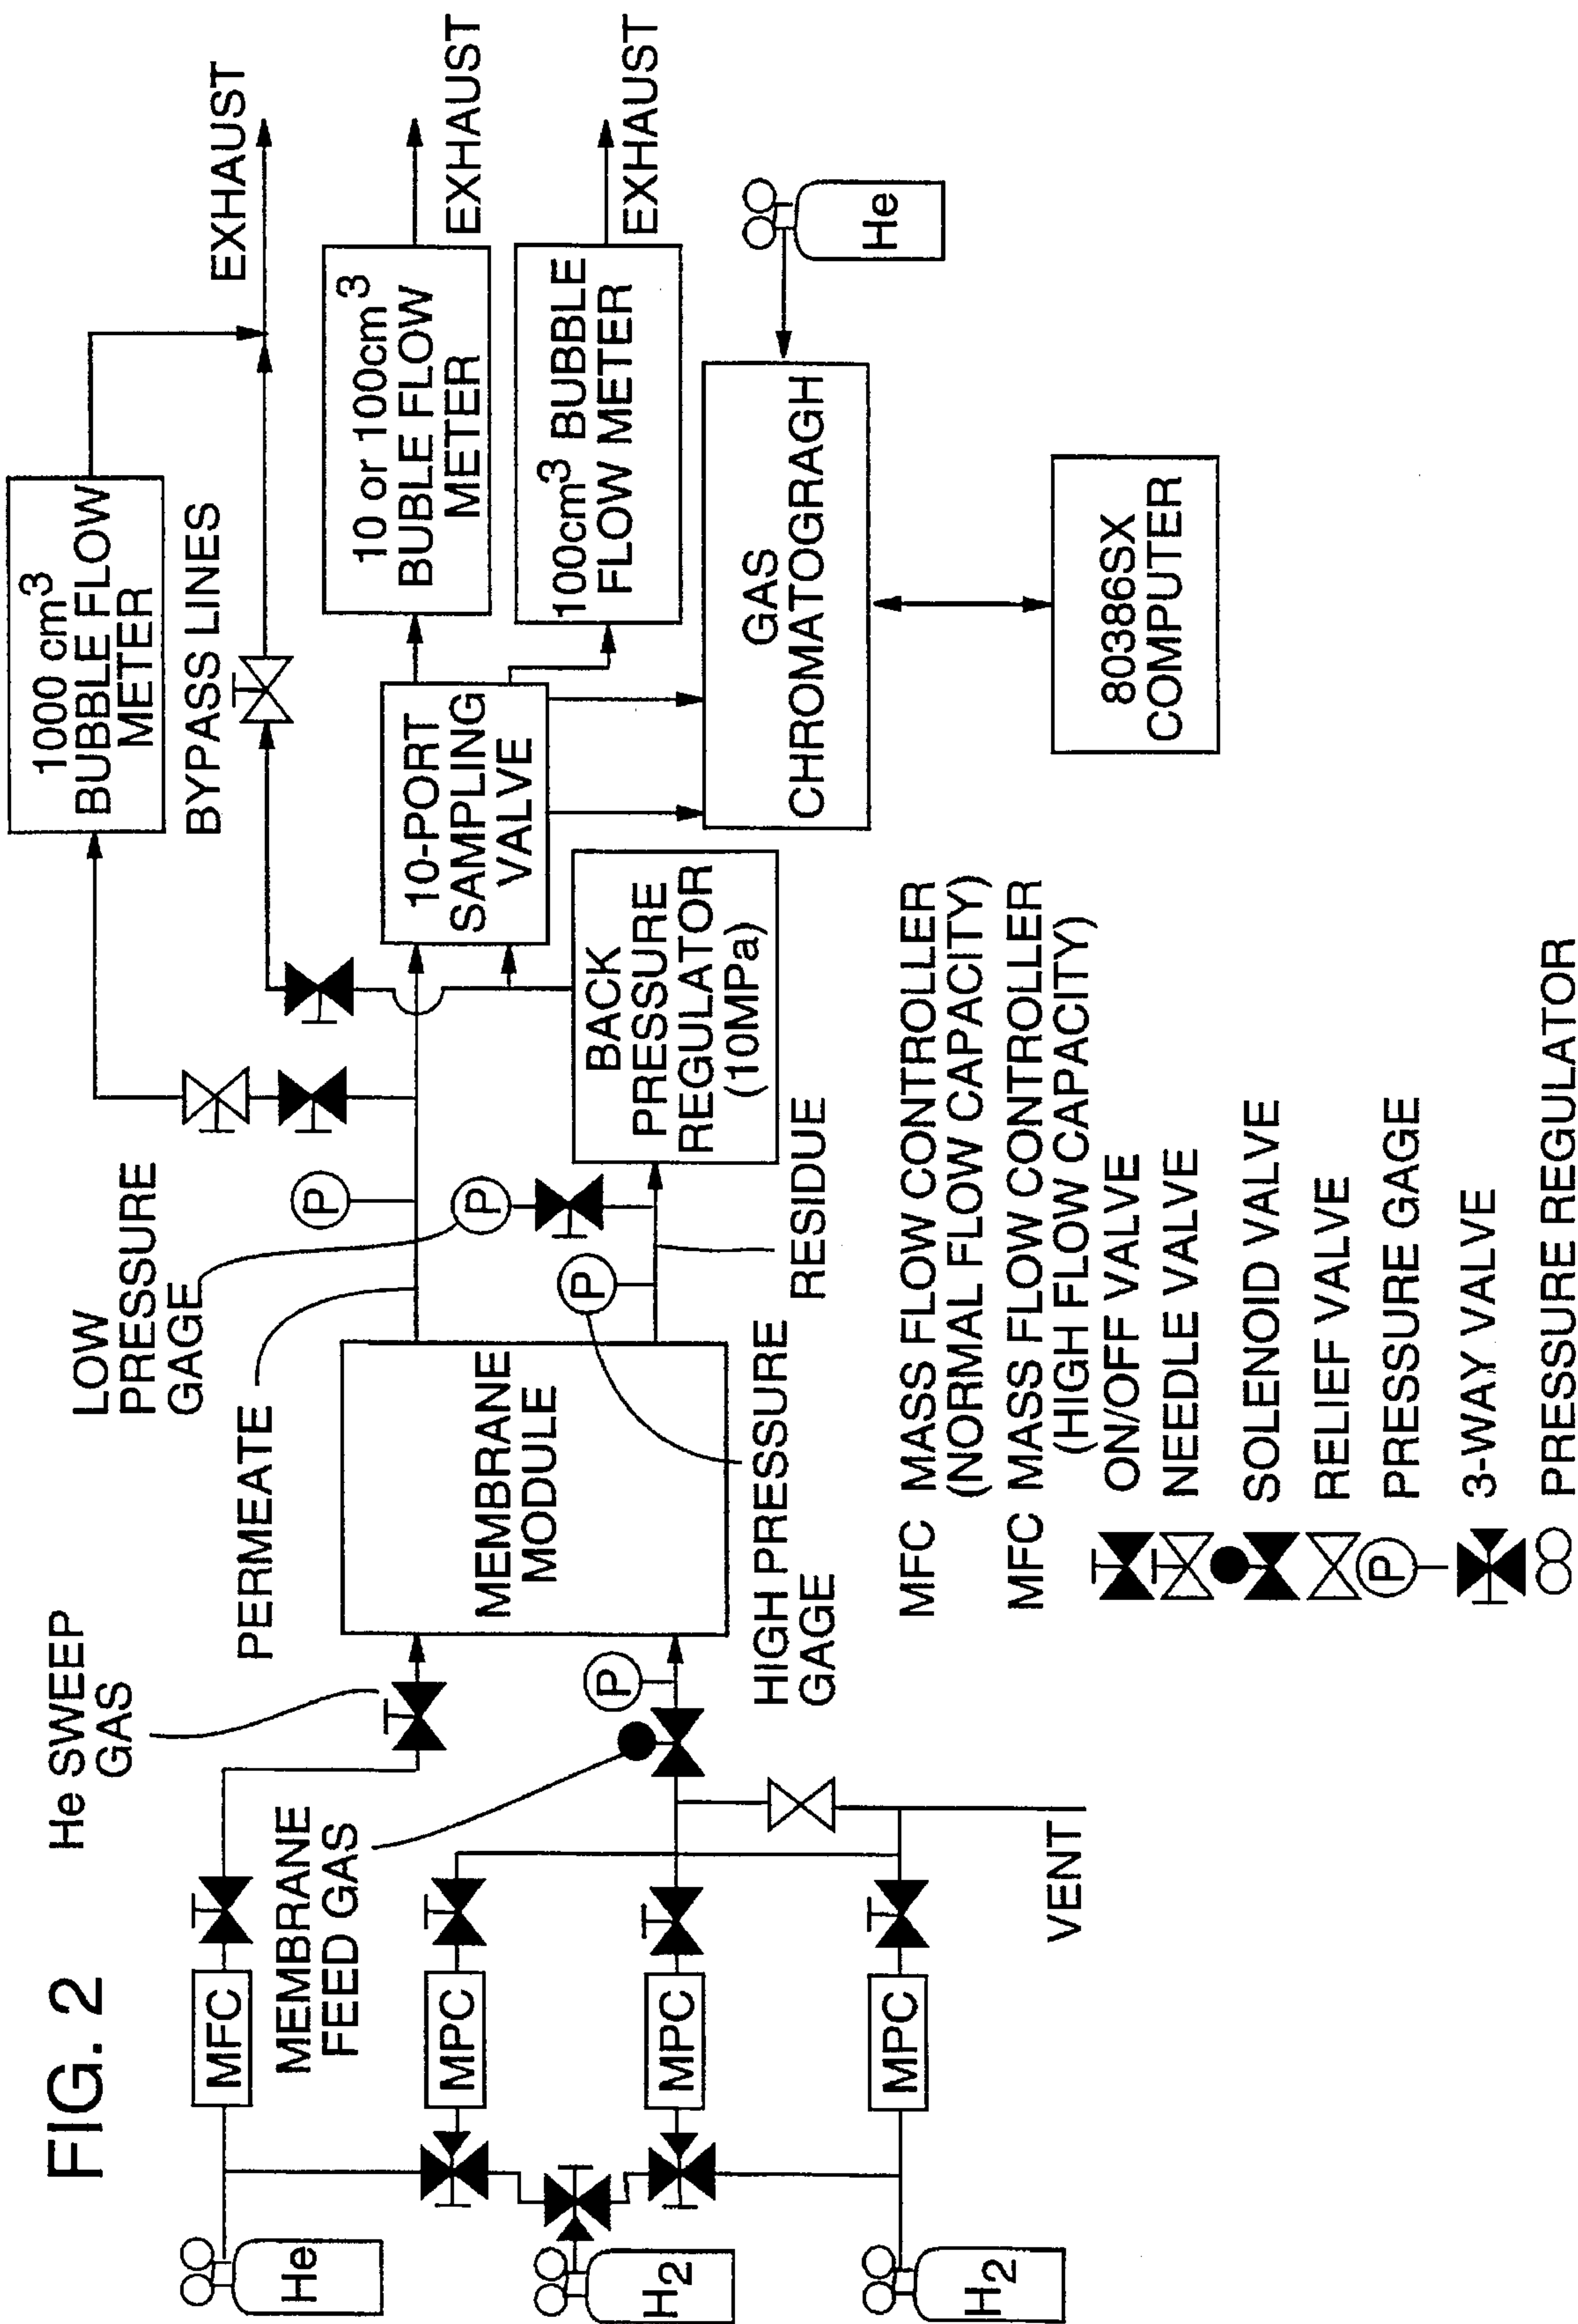 FIG. 2
He
H2
H2
MFC
MPC
MPC
MPC
He SWEEP
GAS
MEMBRANE
FEED GAS
VENT
PERMEATE
MEMBRANE
MODULE
HIGH PRESSURE
GAGE
LOW
PRESSURE
GAGE
P
P
P
P
RESIDUE
BACK
PRESSURE
REGULATOR
(10MPa)
10-PORT
SAMPLING
VALVE
1000 cm3
BUBBLE FLOW
METER
BYPASS LINES
10 or 100cm3
BUBLE FLOW
METER
100cm3 BUBBLE
FLOW METER
EXHAUST
EXHAUST
EXHAUST
GAS
CHROMATOGRAGH
He
80386SX
COMPUTER
MFC MASS FLOW CONTROLLER
(NORMAL FLOW CAPACITY)
MFC MASS FLOW CONTROLLER
(HIGH FLOW CAPACITY)
ON/OFF VALVE
NEEDLE VALVE
SOLENOID VALVE
RELIEF VALVE
P PRESSURE GAGE
3-WAY VALVE
PRESSURE REGULATOR